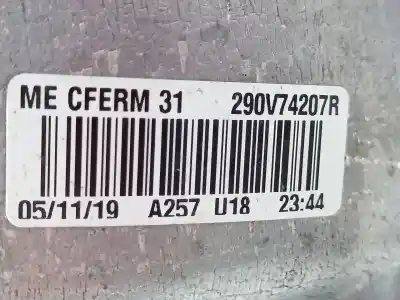 ME CFERM 31 290V74207R
05/11/19 A257 U18 23:44